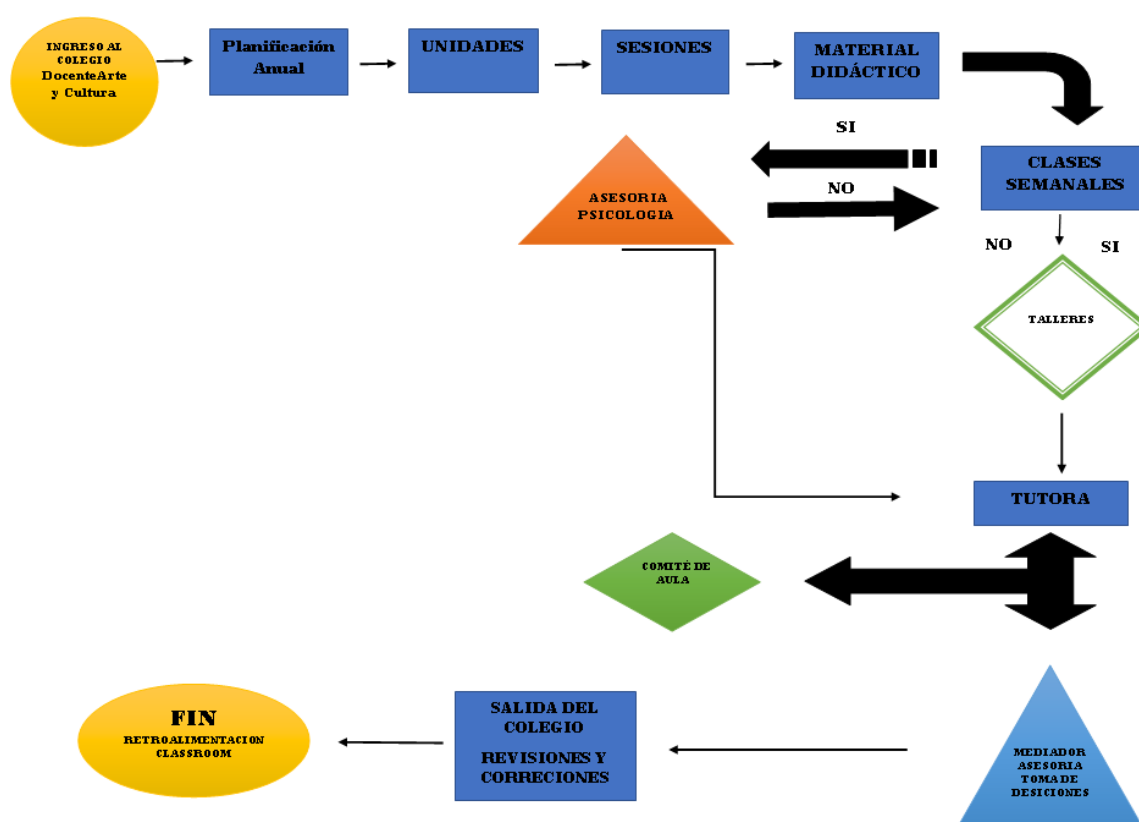 INGRESO AL
COLEGIO
DocenteArte
y Cultura
Planificación
Anual
UNIDADES
SESIONES
MATERIAL
DIDÁCTICO
SI
NO
ASESORIA
PSICOLOGIA
CLASES
SEMANALES
NO
SI
TALLERES
TUTORA
COMITÉ DE
AULA
MEDIADOR
ASESORIA
TOMA DE
DESICIONES
SALIDA DEL
COLEGIO
REVISIONES Y
CORRECIONES
FIN
RETROALIMENTACION
CLASSROOM